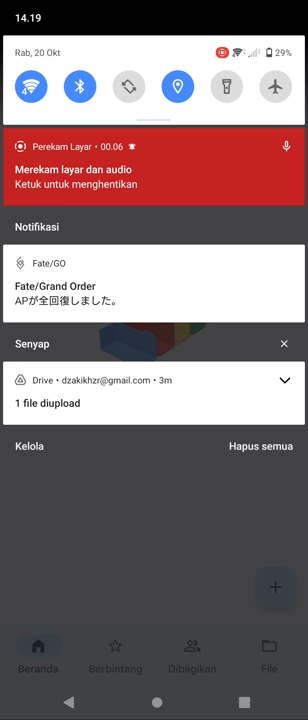 14.19
Rab, 20 Okt
29%
4
Perekam Layar • 00.06
Merekam layar dan audio
Ketuk untuk menghentikan
Notifikasi
Fate/GO
Fate/Grand Order
APが全回復しました。
Senyap
Drive • dzakikhzr@gmail.com • 3m
1 file diupload
Kelola
Hapus semua
Beranda
Berbintang
Dibagikan
File